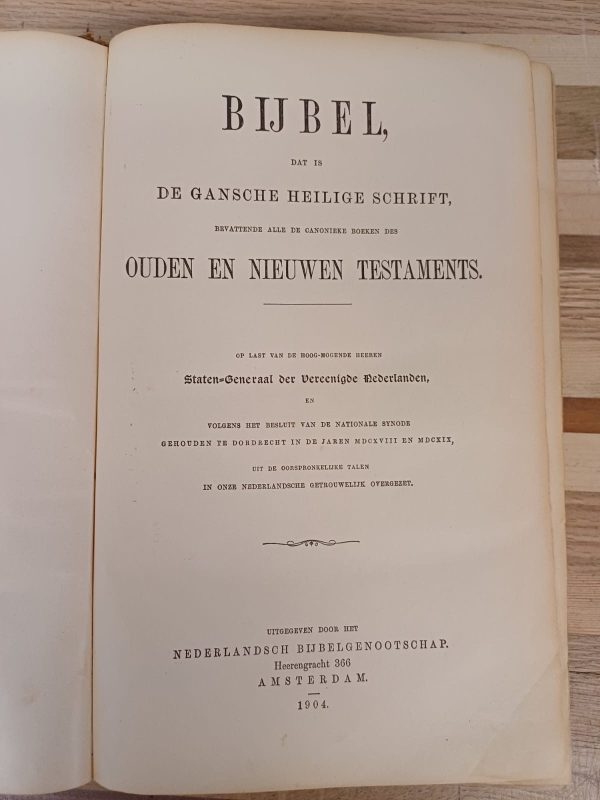 BIJBEL,
DAT IS
DE GANSCHE HEILIGE SCHRIFT,
BEVATTENDE ALLE DE CANONIEKE BOEKEN DES
OUDEN EN NIEUWEN TESTAMENTS.
OP LAST VAN DE HOOG-MOGENDE HEEREN
Staten-Generaal der Vereenigde Nederlanden,
EN
VOLGENS HET BESLUIT VAN DE NATIONALE SYNODE
GEHOUDEN TE DORDRECHT IN DE JAREN MDCXVIII EN MDCXIX,
UIT DE OORSPRONKELIJKE TALEN
IN ONZE NEDERLANDSCHE GETROUWELIJK OVERGEZET.
UITGEGEVEN DOOR HET
NEDERLANDSCH BIJBELGENOOTSCHAP.
Heerengracht 366
AMSTERDAM.
1904.